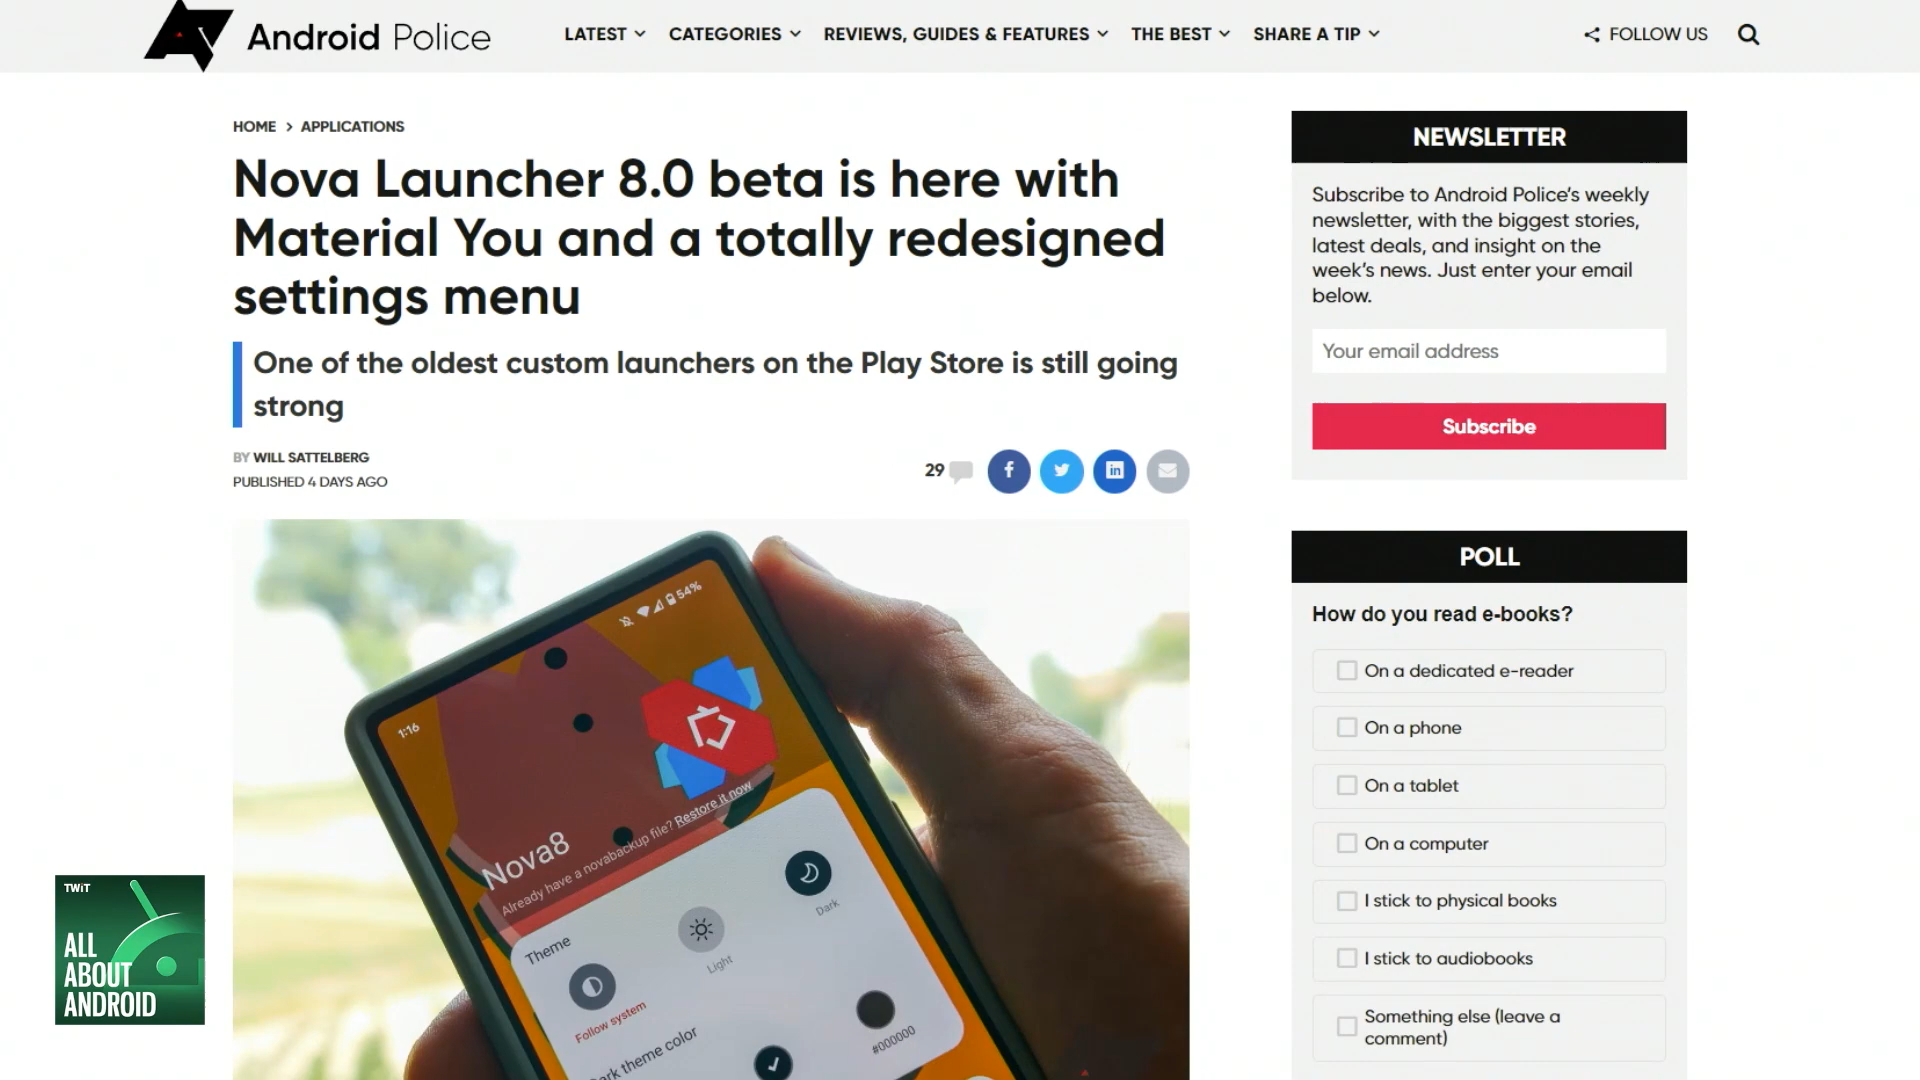 Android Police
LATEST
CATEGORIES
REVIEWS, GUIDES & FEATURES
THE BEST
SHARE A TIP
FOLLOW US
HOME > APPLICATIONS
Nova Launcher 8.0 beta is here with
Material You and a totally redesigned
settings menu
One of the oldest custom launchers on the Play Store is still going
strong
BY WILL SATTELBERG
PUBLISHED 4 DAYS AGO
29
NEWSLETTER
Subscribe to Android Police's weekly
newsletter, with the biggest stories,
latest deals, and insight on the
week's news. Just enter your email
below.
Your email address
Subscribe
POLL
How do you read e-books?
On a dedicated e-reader
On a phone
On a tablet
On a computer
I stick to physical books
I stick to audiobooks
Something else (leave a
comment)
54%
1:16
Nova8
Already have a novabackup file? Restore it now
Theme
Dark
Light
Follow system
Dark theme color
#000000
TWiT
ALL
ABOUT
ANDROID